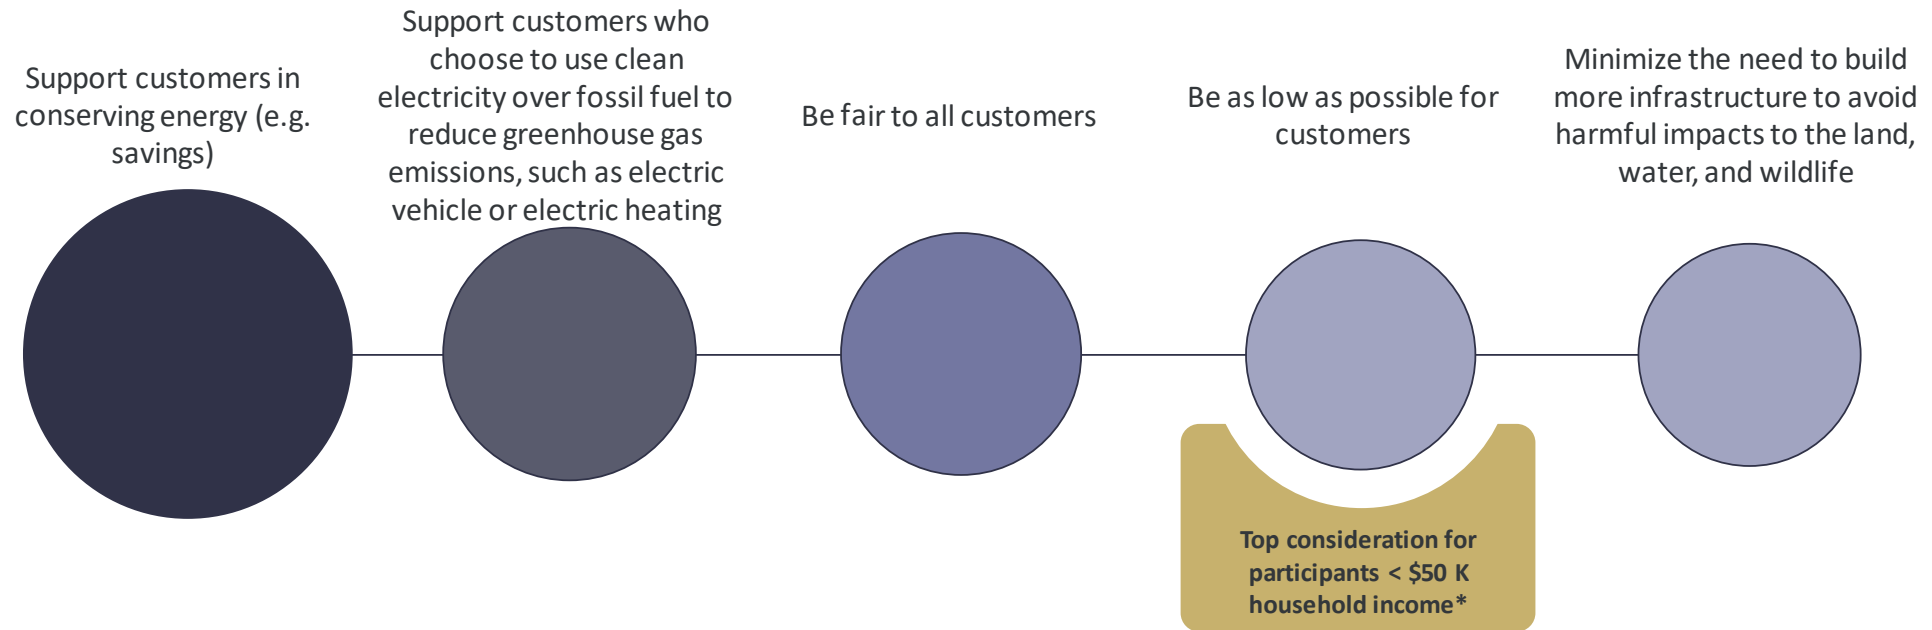 Support customers in
conserving energy (e.g.
savings)
Support customers who
choose to use clean
electricity over fossil fuel to
reduce greenhouse gas
emissions, such as electric
vehicle or electric heating
Be fair to all customers
Be as low as possible for
customers
Minimize the need to build
more infrastructure to avoid
harmful impacts to the land,
water, and wildlife
Top consideration for
participants < $50 K
household income*